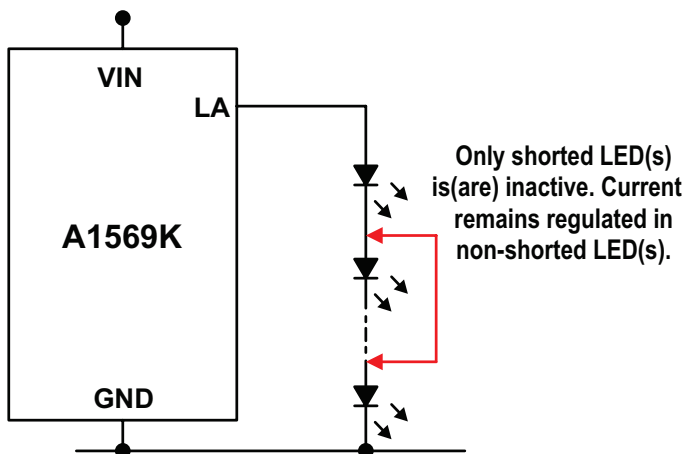 VIN
LA
A1569K
GND
Only shorted LED(s)
is(are) inactive. Current
remains regulated in
non-shorted LED(s).